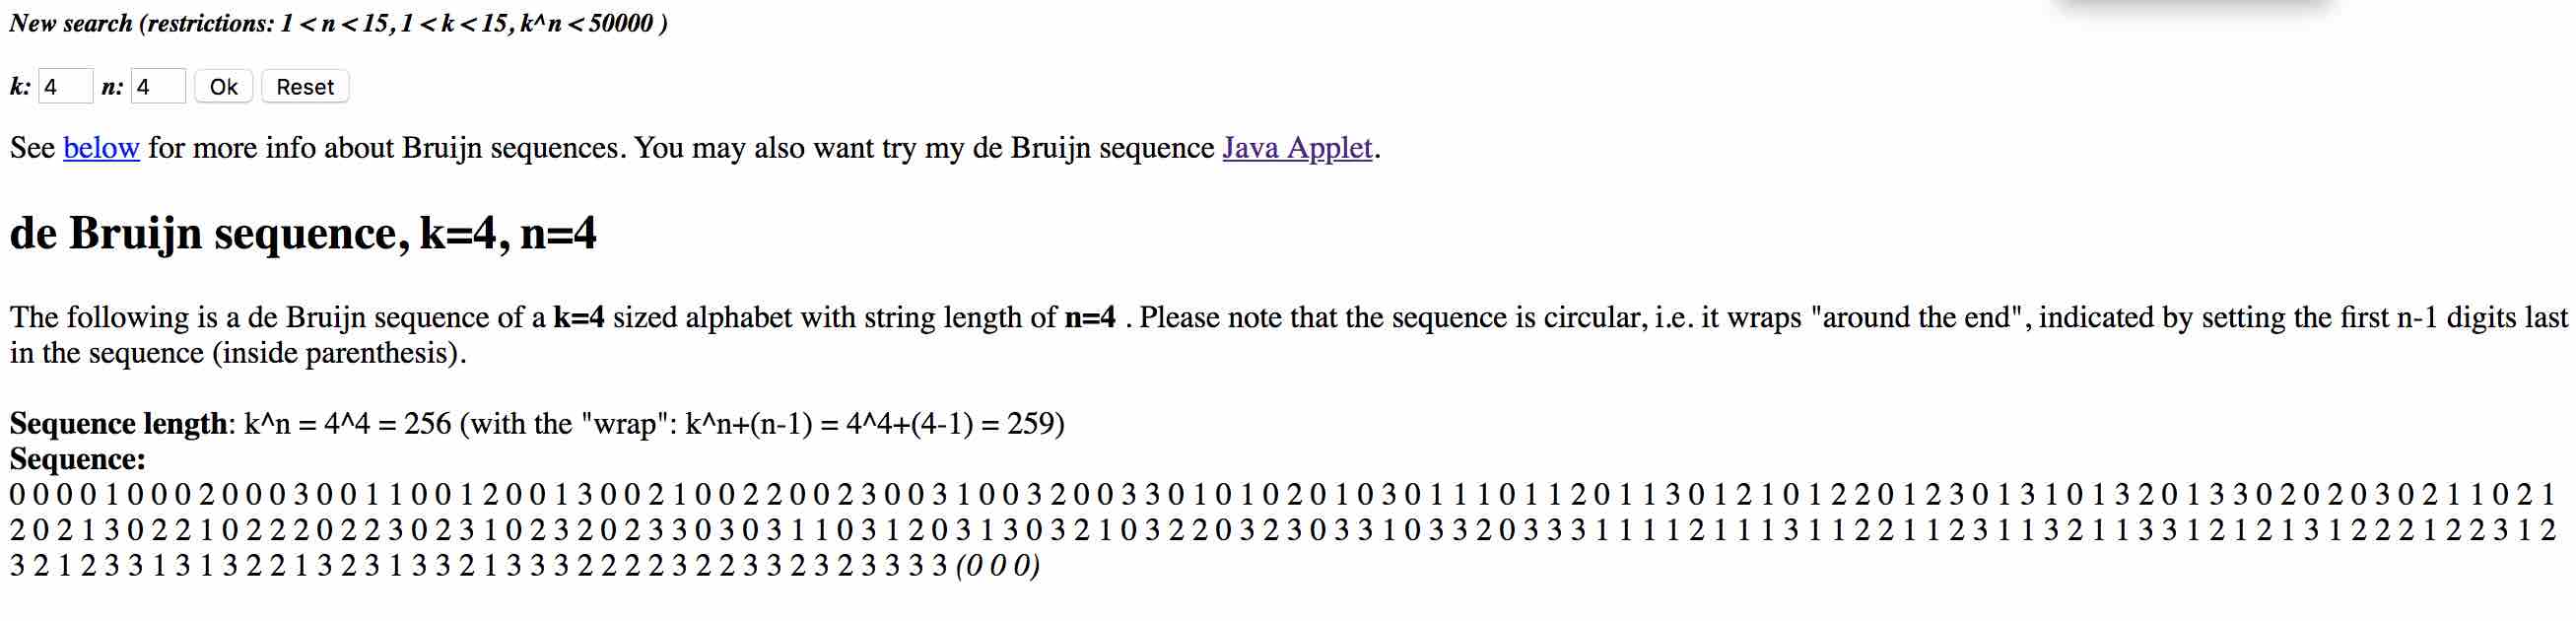 New search (restrictions: 1 < n < 15, 1 < k < 15, k^n < 50000 )
k: 4 n: 4 Ok Reset
See below for more info about Bruijn sequences. You may also want try my de Bruijn sequence Java Applet.
de Bruijn sequence, k=4, n=4
The following is a de Bruijn sequence of a k=4 sized alphabet with string length of n=4 . Please note that the sequence is circular, i.e. it wraps "around the end", indicated by setting the first n-1 digits last
in the sequence (inside parenthesis).
Sequence length: k^n = 4^4 = 256 (with the "wrap": k^n+(n-1) = 4^4+(4-1) = 259)
Sequence:
0 0 0 0 1 0 0 0 2 0 0 0 3 0 0 1 1 0 0 1 2 0 0 1 3 0 0 2 1 0 0 2 2 0 0 2 3 0 0 3 1 0 0 3 2 0 0 3 3 0 1 0 1 0 2 0 1 0 3 0 1 1 1 0 1 1 2 0 1 1 3 0 1 2 1 0 1 2 2 0 1 2 3 0 1 3 1 0 1 3 2 0 1 3 3 0 2 0 2 0 3 0 2 1 1 0 2 1
2 0 2 1 3 0 2 2 1 0 2 2 2 0 2 2 3 0 2 3 1 0 2 3 2 0 2 3 3 0 3 0 3 1 1 0 3 1 2 0 3 1 3 0 3 2 1 0 3 2 2 0 3 2 3 0 3 3 1 0 3 3 2 0 3 3 3 1 1 1 1 2 1 1 1 3 1 1 2 2 1 1 2 3 1 1 3 2 1 1 3 3 1 2 1 2 1 3 1 2 2 2 1 2 2 3 1 2
3 2 1 2 3 3 1 3 1 3 2 2 1 3 2 3 1 3 3 2 1 3 3 3 2 2 2 2 3 2 2 3 3 2 3 2 3 3 3 3 (0 0 0)